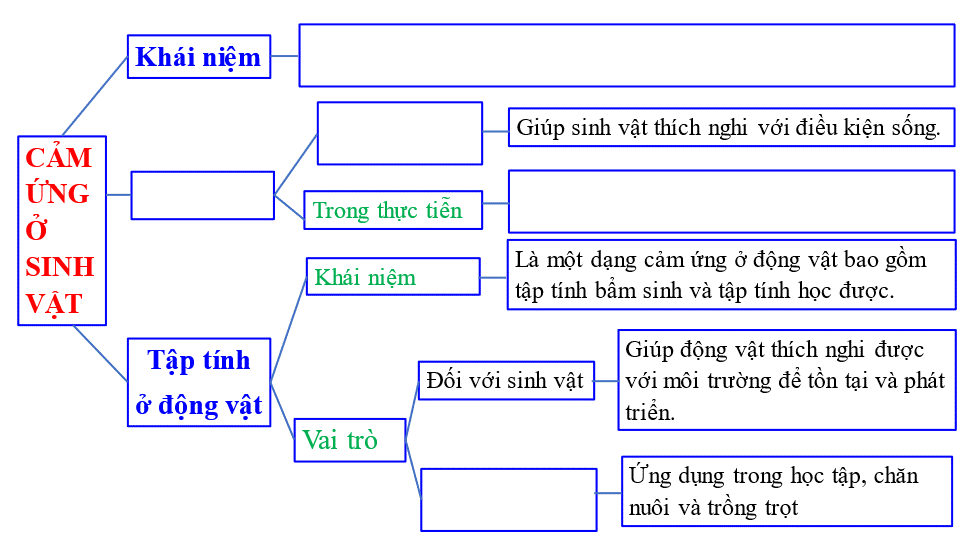 CẢM
ỨNG
Ở
SINH
VẬT
Khái niệm
Giúp sinh vật thích nghi với điều kiện sống.
Trong thực tiễn
Tập tính
ở động vật
Khái niệm
Là một dạng cảm ứng ở động vật bao gồm
tập tính bẩm sinh và tập tính học được.
Vai trò
Đối với sinh vật
Giúp động vật thích nghi được
với môi trường để tồn tại và phát
triển.
Ứng dụng trong học tập, chăn
nuôi và trồng trọt